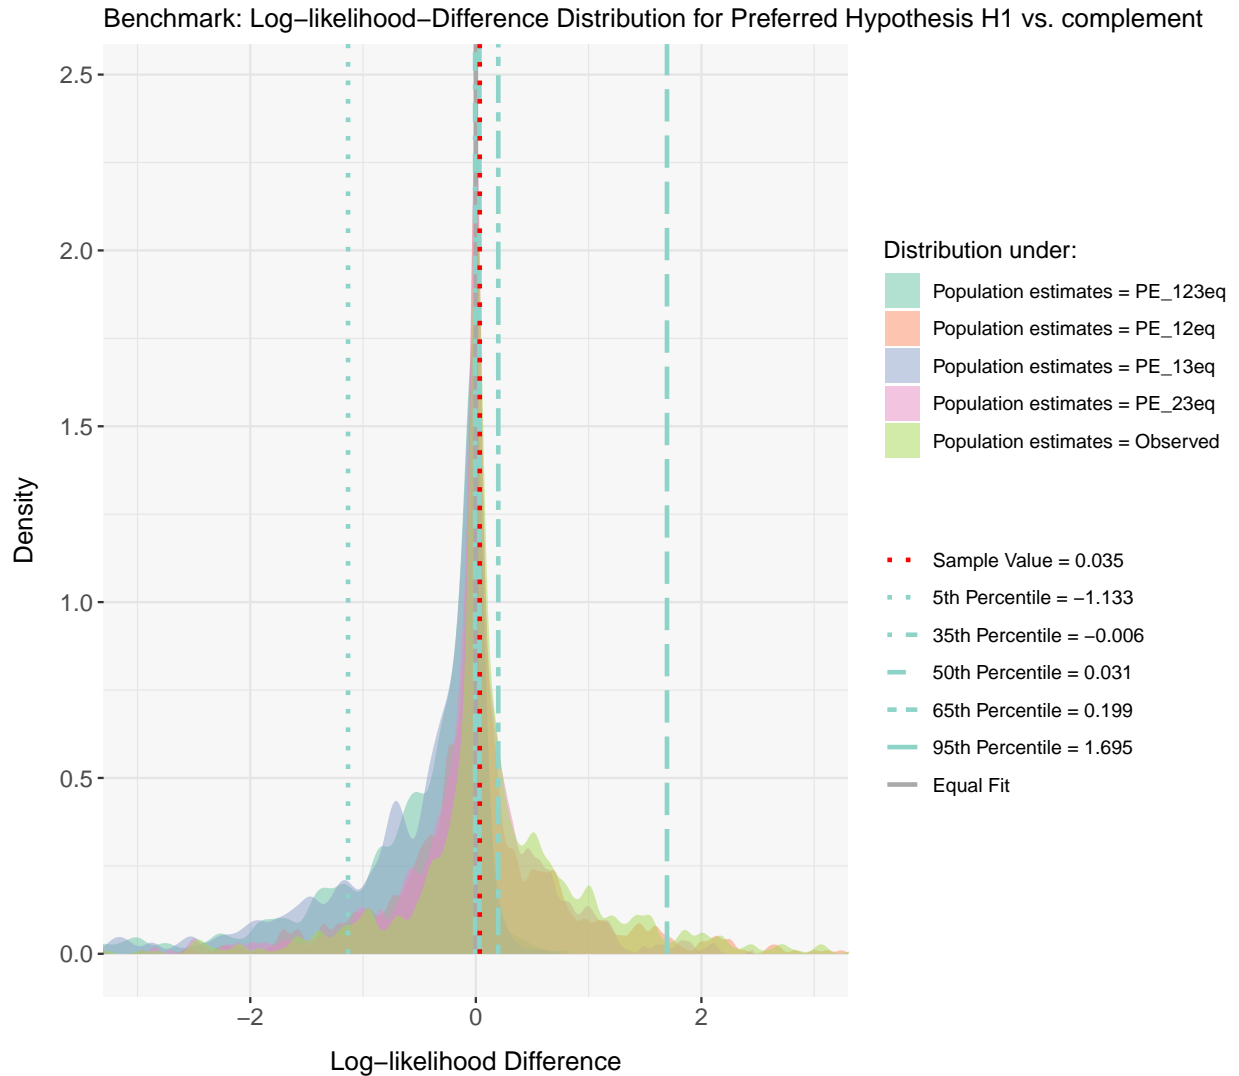 Benchmark: Log−likelihood−Difference Distribution for Preferred Hypothesis H1 vs. complement
2.5
2.0
1.5
1.0
0.5
0.0
Density
−2
0
2
Log−likelihood Difference
Distribution under:
Population estimates = PE_123eq
Population estimates = PE_12eq
Population estimates = PE_13eq
Population estimates = PE_23eq
Population estimates = Observed
Sample Value = 0.035
5th Percentile = −1.133
35th Percentile = −0.006
50th Percentile = 0.031
65th Percentile = 0.199
95th Percentile = 1.695
Equal Fit